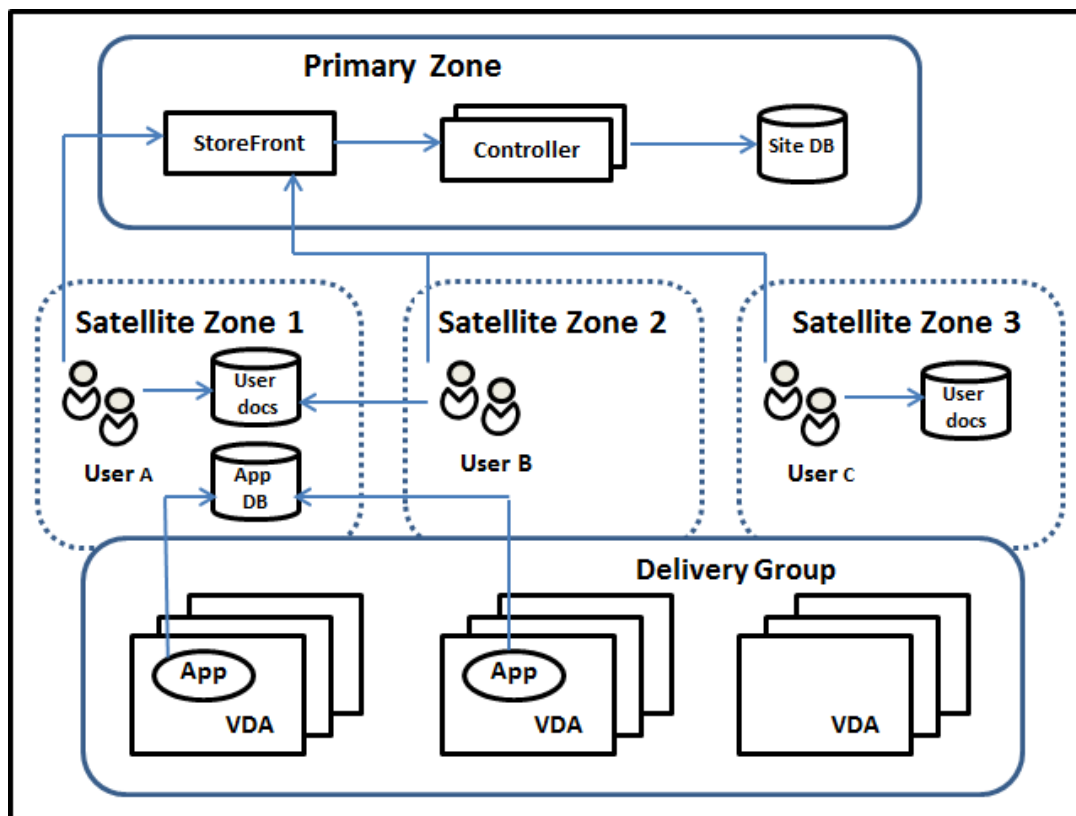 Primary Zone
StoreFront
Controller
Site DB
Satellite Zone 1
Satellite Zone 2
Satellite Zone 3
User
docs
User A
App
DB
User B
User
docs
User C
Delivery Group
App
VDA
App
VDA
VDA